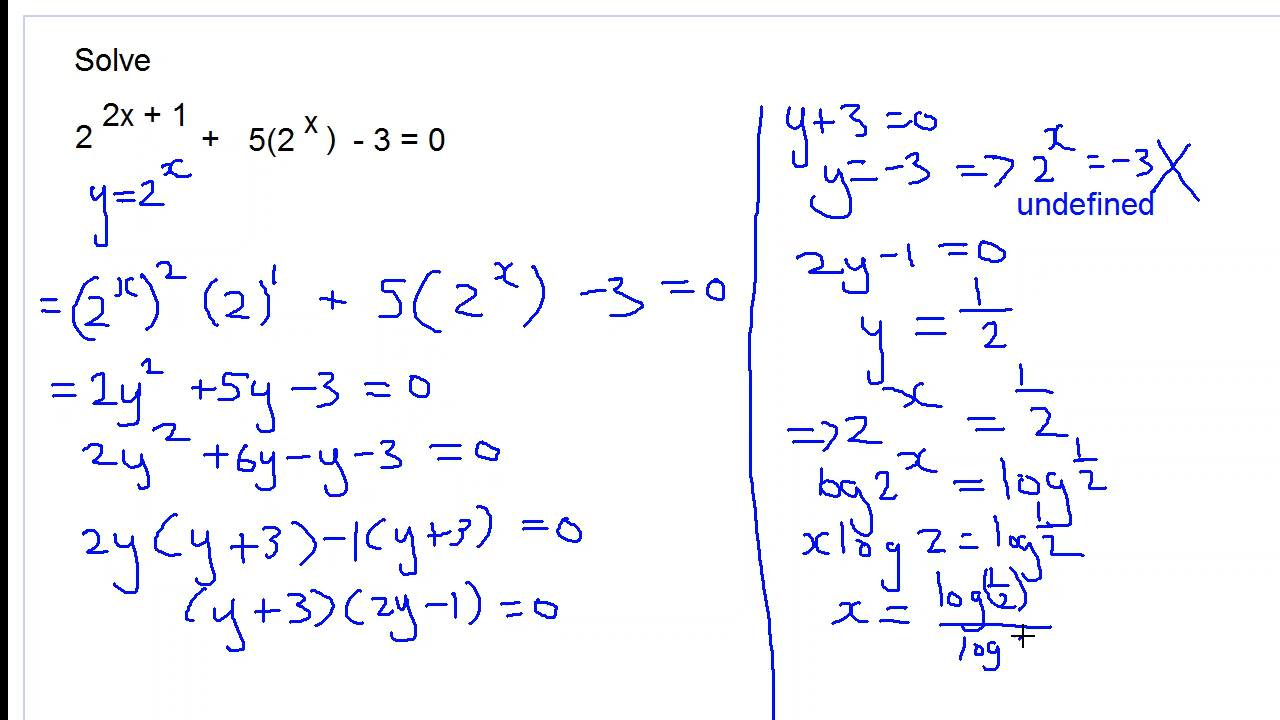 Solve
2^(2x + 1) + 5(2^x) - 3 = 0
y=2^x
=(2^x)^2 (2)^1 + 5(2^x) -3 = 0
=2y^2 +5y-3 = 0
2y^2 +6y-y-3 = 0
2y(y+3)-1(y+3) = 0
(y+3)(2y-1) = 0
y+3 = 0
y = -3 => 2^x = -3 X
undefined
2y-1 = 0
y = 1/2
=> 2^x = 1/2
log2^x = log 1/2
x log 2 = log 1/2
x = log(1/2)/log